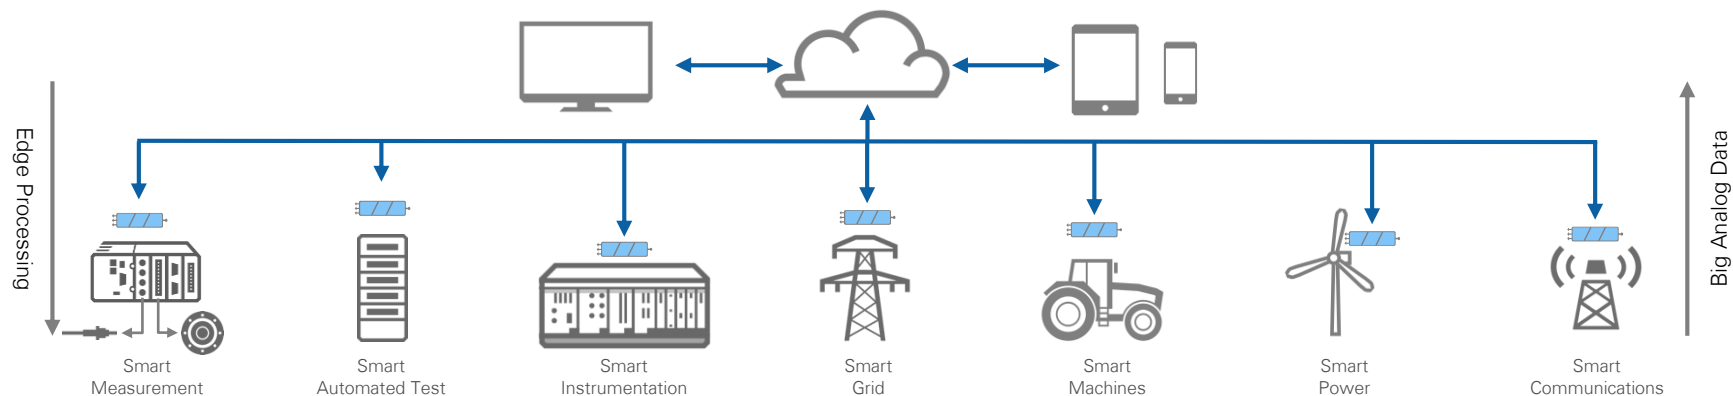 Edge Processing
Big Analog Data
Smart
Measurement
Smart
Automated Test
Smart
Instrumentation
Smart
Grid
Smart
Machines
Smart
Power
Smart
Communications